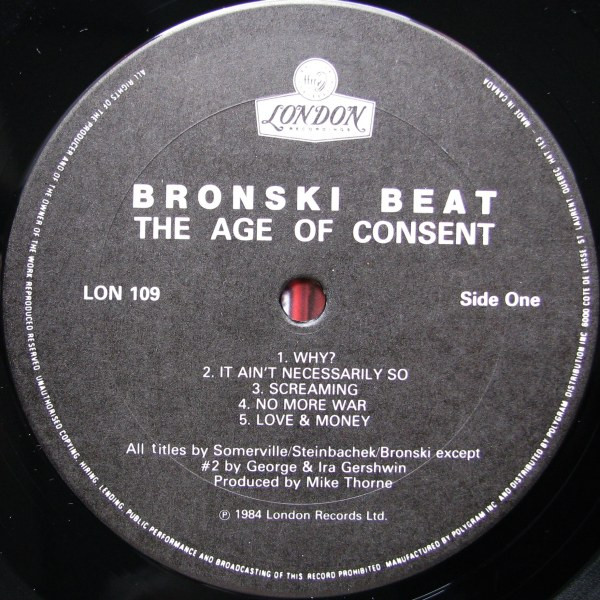 LONDON
RECORDINGS
BRONSKI BEAT
THE AGE OF CONSENT
LON 109
Side One
1. WHY?
2. IT AIN'T NECESSARILY SO
3. SCREAMING
4. NO MORE WAR
5. LOVE & MONEY
All titles by Somerville/Steinbachek/Bronski except
#2 by George & Ira Gershwin
Produced by Mike Thorne
℗ 1984 London Records Ltd.
ALL RIGHTS OF THE PRODUCER AND OF THE OWNER OF THE WORK REPRODUCED RESERVED. UNAUTHORISED COPYING, HIRING, LENDING, PUBLIC PERFORMANCE AND BROADCASTING OF THIS RECORD PROHIBITED. MANUFACTURED BY POLYGRAM INC. AND DISTRIBUTED BY POLYGRAM DISTRIBUTION INC. 6000 COTE DE LIESSE, ST. LAURENT, QUEBEC H4T 1E3 - MADE IN CANADA